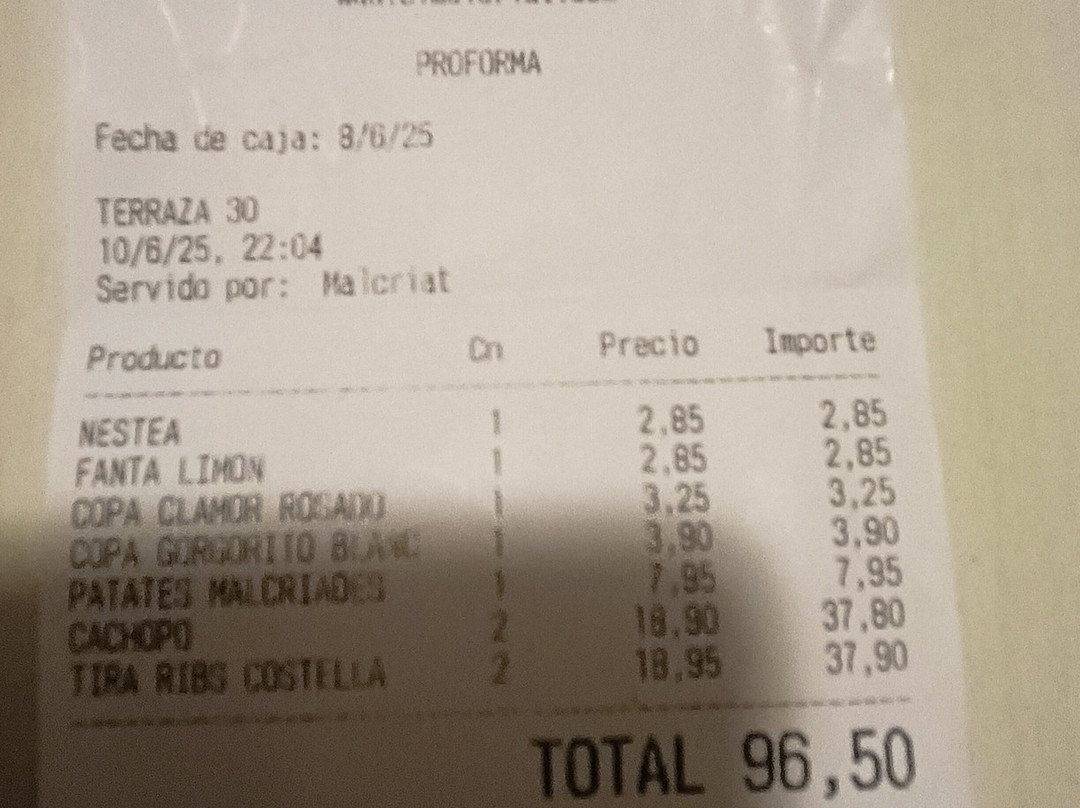 PROFORMA
Fecha de caja: 8/6/25
TERRAZA 30
10/6/25, 22:04
Servido por: Malcriat
Producto Cn Precio Importe
NESTEA 1 2,85 2,85
FANTA LIMON 1 2,85 2,85
COPA CLAMOR ROSADO 1 3,25 3,25
COPA GORGORITO BLANC 1 3,90 3,90
PATATES MALCRIADES 1 7,95 7,95
CACHOPO 2 18,90 37,80
TIRA RIBS COSTELLA 2 18,95 37,90
TOTAL 96,50